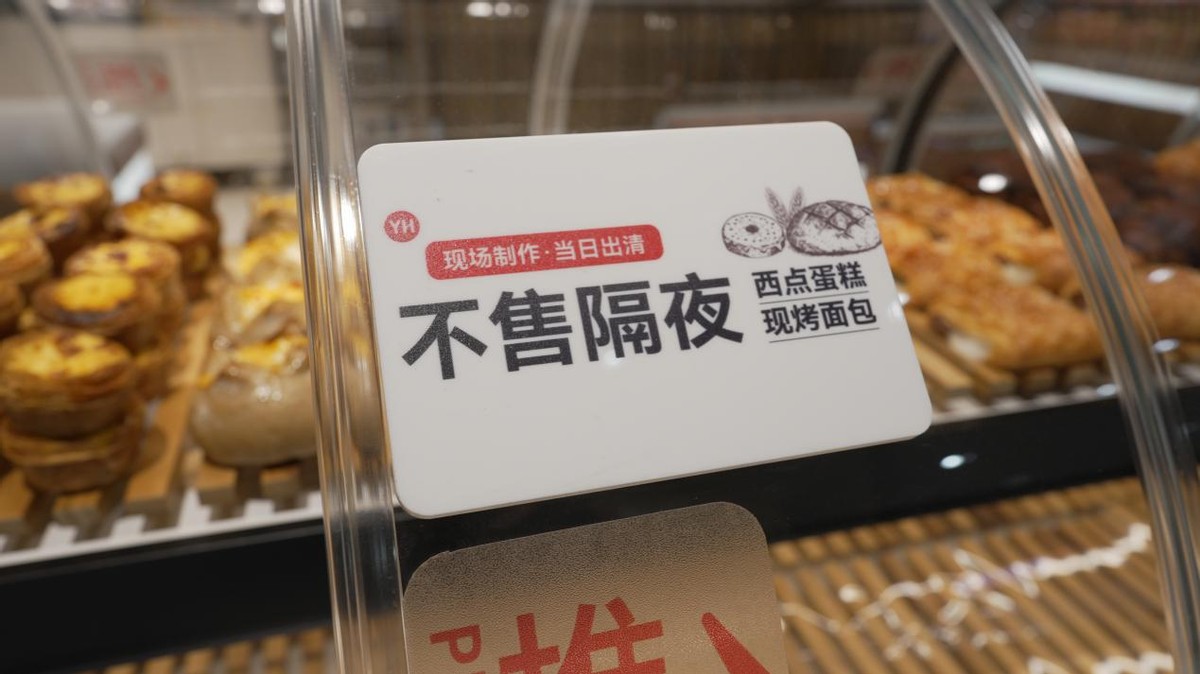 YH
现场制作·当日出清
不售隔夜
西点蛋糕
现烤面包
推